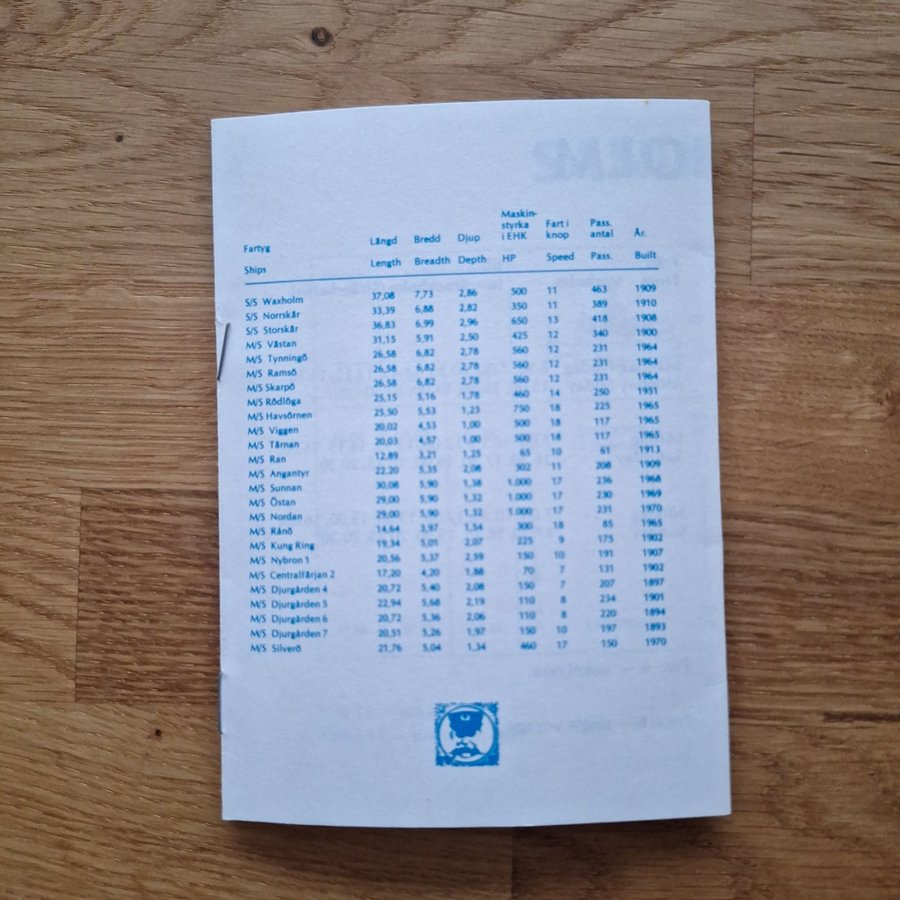 Maskin-
styrka Fart i Pass.
Fartyg Längd Bredd Djup i EHK knop antal År.
Ships Length Breadth Depth HP Speed Pass. Built
S/S Waxholm 37,08 7,73 2,86 500 11 463 1909
S/S Norrskär 33,39 6,88 2,82 350 11 389 1910
S/S Storskär 36,83 6,99 2,96 650 13 418 1908
M/S Västan 31,15 5,91 2,50 425 12 340 1900
M/S Tynningö 26,58 6,82 2,78 560 12 231 1964
M/S Ramsö 26,58 6,82 2,78 560 12 231 1964
M/S Skarpö 26,58 6,82 2,78 560 12 231 1964
M/S Rödlöga 25,15 5,16 1,78 460 14 250 1951
M/S Havsörnen 25,50 5,53 1,23 750 18 225 1965
M/S Viggen 20,02 4,53 1,00 500 18 117 1965
M/S Tärnan 20,03 4,57 1,00 500 18 117 1965
M/S Ran 12,89 3,21 1,25 65 10 61 1913
M/S Angantyr 22,20 5,35 2,08 302 11 208 1909
M/S Sunnan 30,08 5,90 1,38 1.000 17 236 1968
M/S Östan 29,00 5,90 1,32 1.000 17 230 1969
M/S Nordan 29,00 5,90 1,32 1.000 17 231 1970
M/S Rånö 14,64 3,97 1,54 300 18 85 1965
M/S Kung Ring 19,34 5,01 2,07 225 9 175 1902
M/S Nybron 1 20,56 5,37 2,59 150 10 191 1907
M/S Centralfärjan 2 17,20 4,20 1,88 70 7 131 1902
M/S Djurgården 4 20,72 5,40 2,08 150 7 207 1897
M/S Djurgården 5 22,94 5,68 2,19 110 8 234 1901
M/S Djurgården 6 20,72 5,36 2,06 110 8 220 1894
M/S Djurgården 7 20,51 5,26 1,97 150 10 197 1893
M/S Silverö 21,76 5,04 1,34 460 17 150 1970